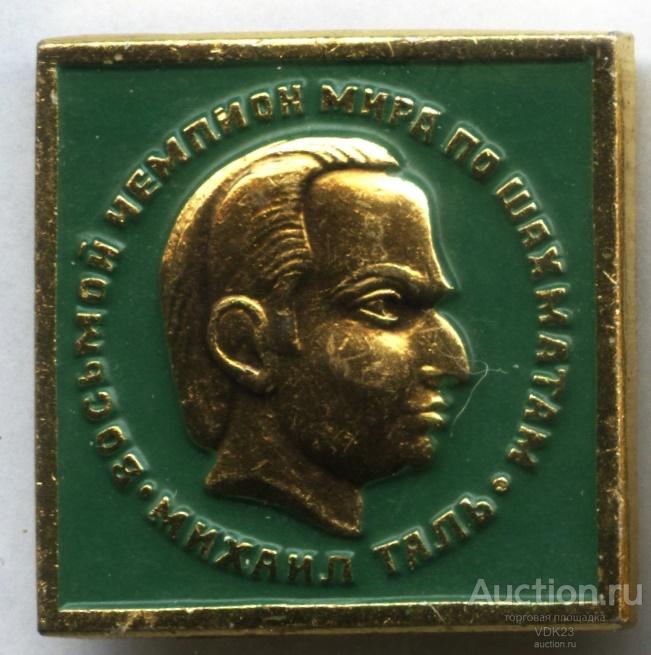 ВОСЬМОЙ ЧЕМПИОН МИРА ПО ШАХМАТАМ •
МИХАИЛ ТАЛЬ •
Auction.ru
торговая площадка
VDK23
auction.ru